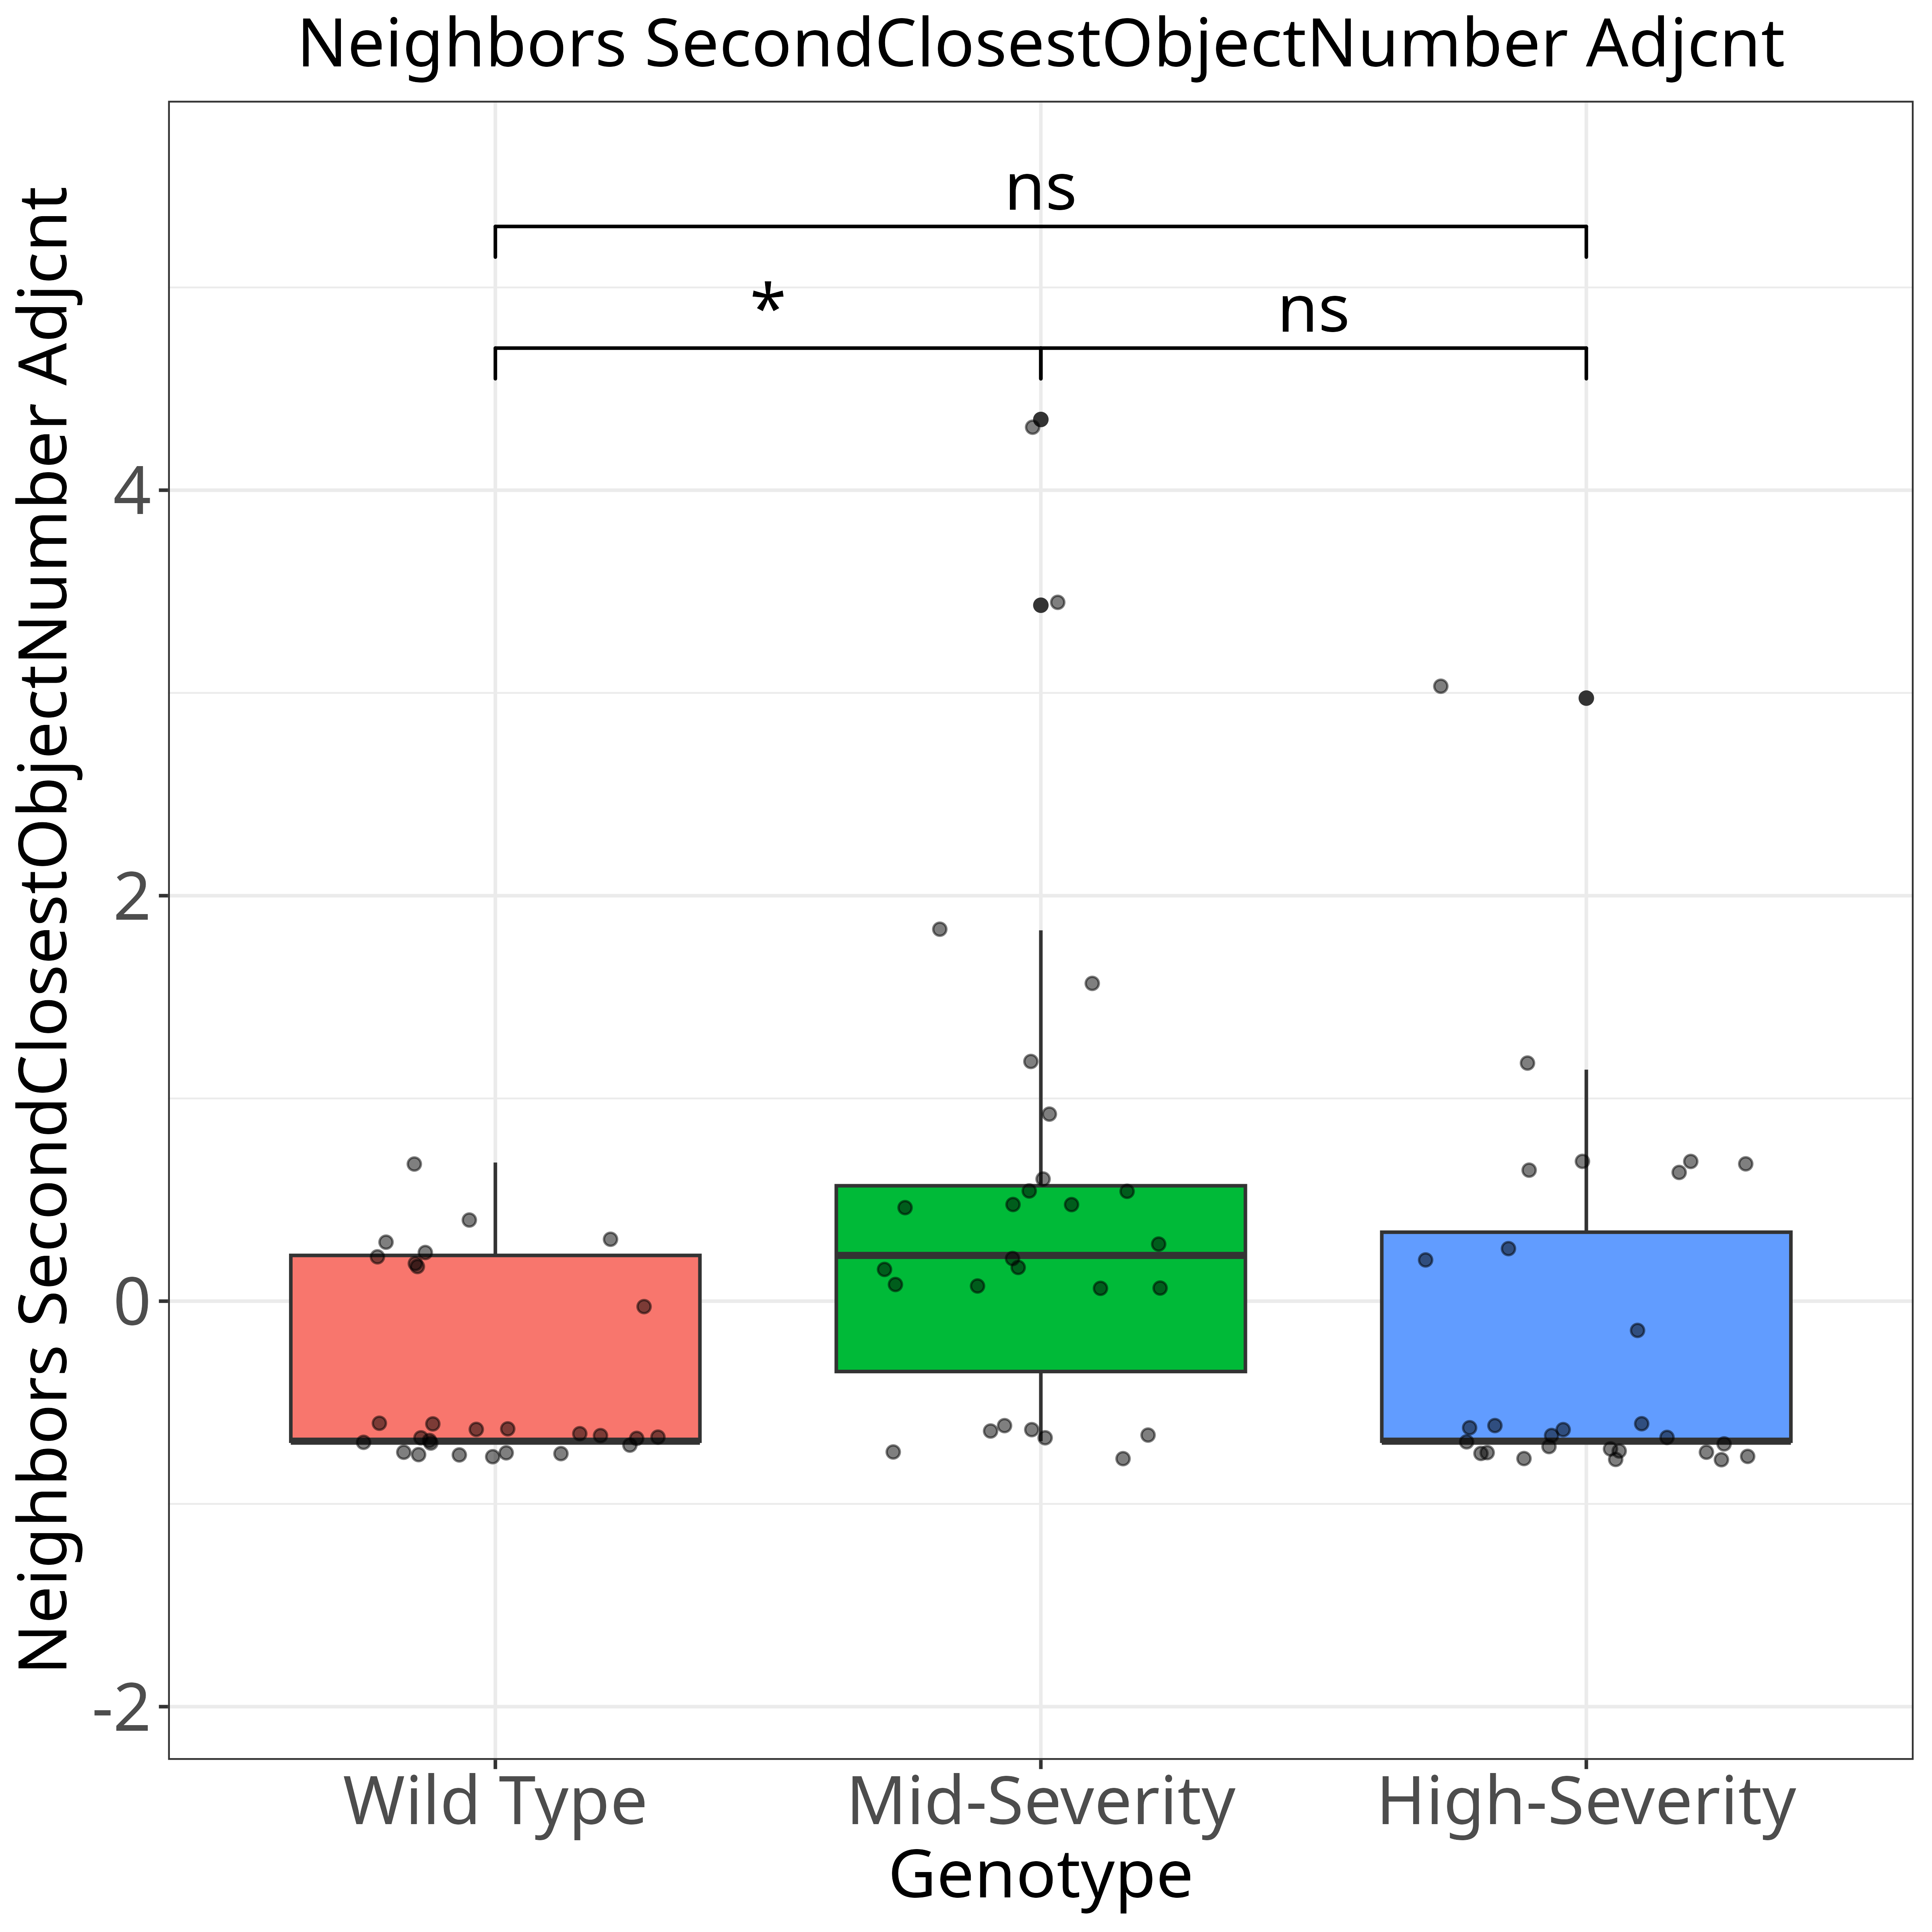 Neighbors SecondClosestObjectNumber Adjcnt
Neighbors SecondClosestObjectNumber Adjcnt
ns
*
ns
4
2
0
-2
Wild Type
Mid-Severity
High-Severity
Genotype